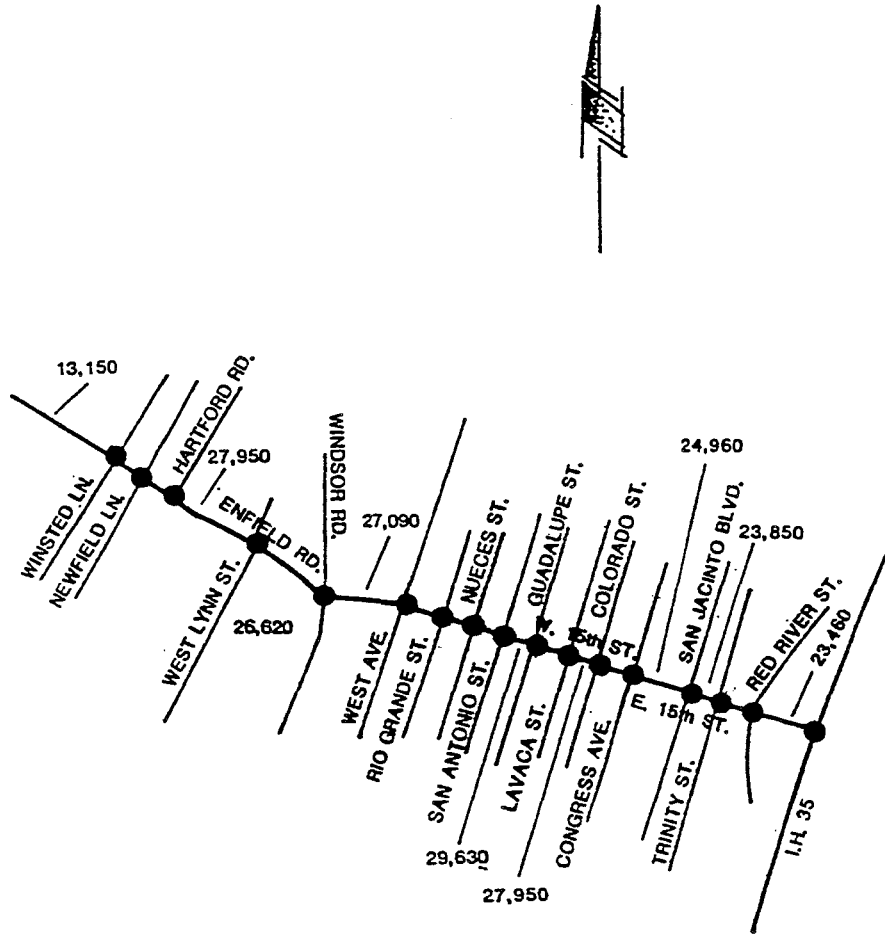 13,150
WINSTED LN.
NEWFIELD LN.
HARTFORD RD.
27,950
ENFIELD RD.
WEST LYNN ST.
26,620
WINDSOR RD.
27,090
WEST AVE.
RIO GRANDE ST.
NUECES ST.
SAN ANTONIO ST.
29,630
GUADALUPE ST.
W. 15th ST.
LAVACA ST.
27,950
COLORADO ST.
CONGRESS AVE.
24,960
E. 15th ST.
SAN JACINTO BLVD.
TRINITY ST.
23,850
RED RIVER ST.
23,460
I.H. 35